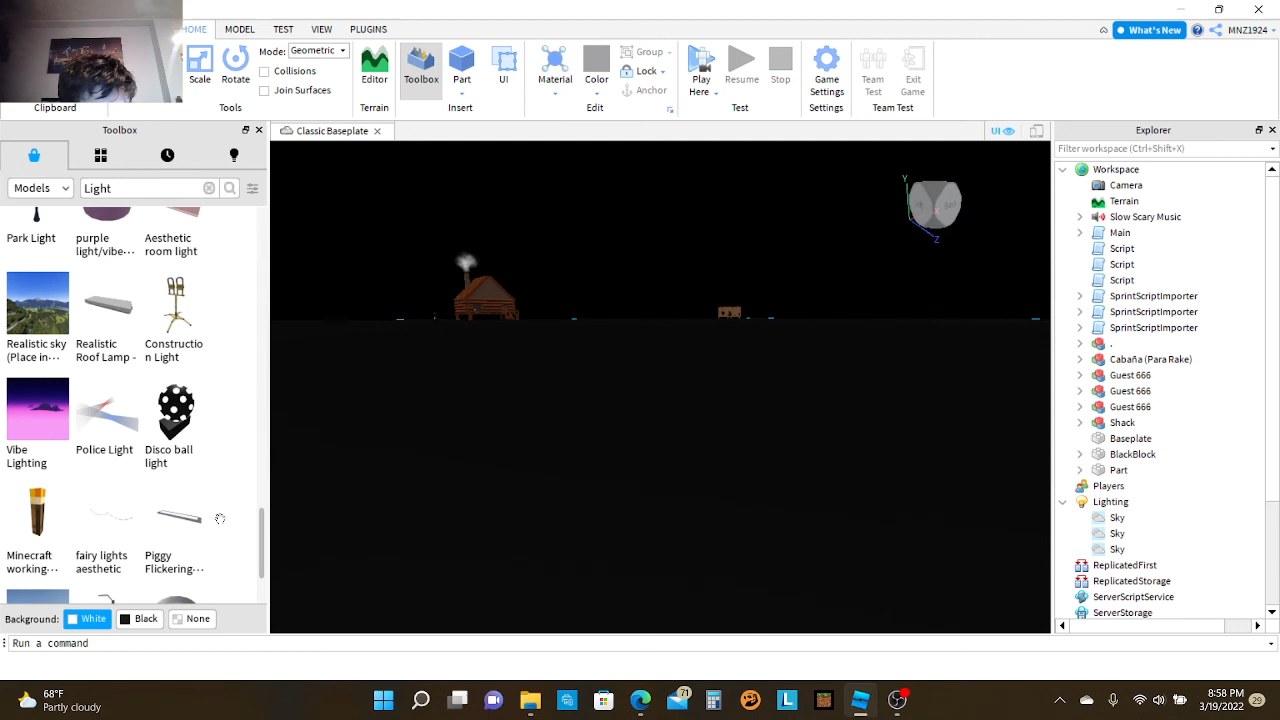 HOME MODEL TEST VIEW PLUGINS
What's New
MNZ1924
Scale
Rotate
Mode: Geometric
Collisions
Join Surfaces
Editor
Toolbox
Part
UI
Material
Color
Group
Lock
Anchor
Play
Here
Resume
Stop
Game
Settings
Team
Test
Exit
Game
Clipboard
Tools
Terrain
Insert
Edit
Test
Settings
Team Test
Toolbox
Classic Baseplate
UI
Explorer
Filter workspace (Ctrl+Shift+X)
Models
Light
Park Light
purple
light/vibe···
Aesthetic
room light
Realistic sky
(Place in···
Realistic
Roof Lamp -
Constructio
n Light
Vibe
Lighting
Police Light
Disco ball
light
Minecraft
working···
fairy lights
aesthetic
Piggy
Flickering···
Background: White Black None
Run a command
Y
Z
Workspace
Camera
Terrain
Slow Scary Music
Main
Script
Script
Script
SprintScriptImporter
SprintScriptImporter
SprintScriptImporter
.
Cabaña (Para Rake)
Guest 666
Guest 666
Guest 666
Shack
Baseplate
BlackBlock
Part
Players
Lighting
Sky
Sky
Sky
ReplicatedFirst
ReplicatedStorage
ServerScriptService
ServerStorage
68°F
Partly cloudy
71
L
8:58 PM
3/19/2022
29